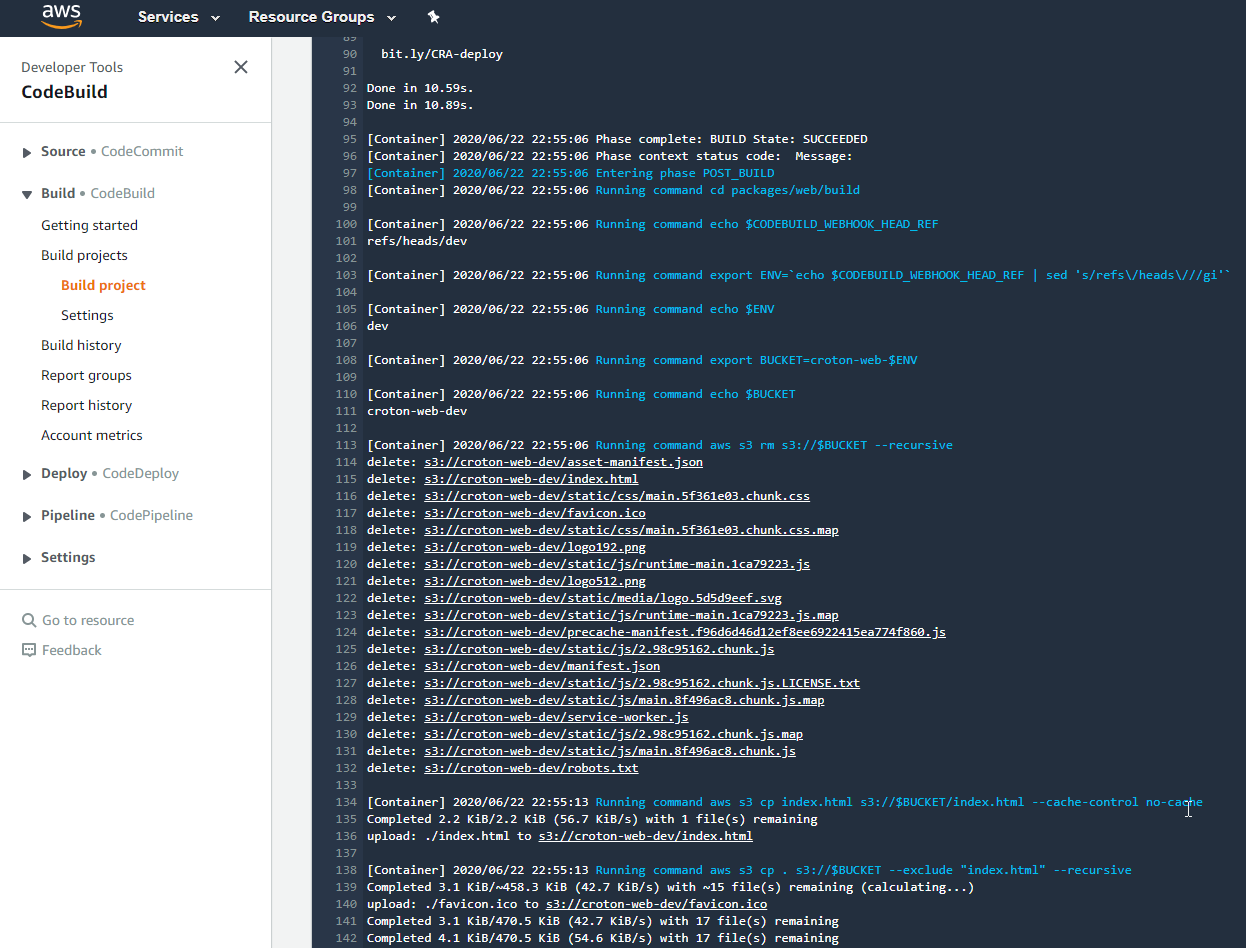 aws
Services
Resource Groups
Developer Tools
CodeBuild
Source • CodeCommit
Build • CodeBuild
Getting started
Build projects
Build project
Settings
Build history
Report groups
Report history
Account metrics
Deploy • CodeDeploy
Pipeline • CodePipeline
Settings
Go to resource
Feedback
89
90 bit.ly/CRA-deploy
91
92 Done in 10.59s.
93 Done in 10.89s.
94
95 [Container] 2020/06/22 22:55:06 Phase complete: BUILD State: SUCCEEDED
96 [Container] 2020/06/22 22:55:06 Phase context status code:  Message:
97 [Container] 2020/06/22 22:55:06 Entering phase POST_BUILD
98 [Container] 2020/06/22 22:55:06 Running command cd packages/web/build
99
100 [Container] 2020/06/22 22:55:06 Running command echo $CODEBUILD_WEBHOOK_HEAD_REF
101 refs/heads/dev
102
103 [Container] 2020/06/22 22:55:06 Running command export ENV=`echo $CODEBUILD_WEBHOOK_HEAD_REF | sed 's/refs\/heads\///gi'`
104
105 [Container] 2020/06/22 22:55:06 Running command echo $ENV
106 dev
107
108 [Container] 2020/06/22 22:55:06 Running command export BUCKET=croton-web-$ENV
109
110 [Container] 2020/06/22 22:55:06 Running command echo $BUCKET
111 croton-web-dev
112
113 [Container] 2020/06/22 22:55:06 Running command aws s3 rm s3://$BUCKET --recursive
114 delete: s3://croton-web-dev/asset-manifest.json
115 delete: s3://croton-web-dev/index.html
116 delete: s3://croton-web-dev/static/css/main.5f361e03.chunk.css
117 delete: s3://croton-web-dev/favicon.ico
118 delete: s3://croton-web-dev/static/css/main.5f361e03.chunk.css.map
119 delete: s3://croton-web-dev/logo192.png
120 delete: s3://croton-web-dev/static/js/runtime-main.1ca79223.js
121 delete: s3://croton-web-dev/logo512.png
122 delete: s3://croton-web-dev/static/media/logo.5d5d9eef.svg
123 delete: s3://croton-web-dev/static/js/runtime-main.1ca79223.js.map
124 delete: s3://croton-web-dev/precache-manifest.f96d6d46d12ef8ee6922415ea774f860.js
125 delete: s3://croton-web-dev/static/js/2.98c95162.chunk.js
126 delete: s3://croton-web-dev/manifest.json
127 delete: s3://croton-web-dev/static/js/2.98c95162.chunk.js.LICENSE.txt
128 delete: s3://croton-web-dev/static/js/main.8f496ac8.chunk.js.map
129 delete: s3://croton-web-dev/service-worker.js
130 delete: s3://croton-web-dev/static/js/2.98c95162.chunk.js.map
131 delete: s3://croton-web-dev/static/js/main.8f496ac8.chunk.js
132 delete: s3://croton-web-dev/robots.txt
133
134 [Container] 2020/06/22 22:55:13 Running command aws s3 cp index.html s3://$BUCKET/index.html --cache-control no-cache
135 Completed 2.2 KiB/2.2 KiB (56.7 KiB/s) with 1 file(s) remaining
136 upload: ./index.html to s3://croton-web-dev/index.html
137
138 [Container] 2020/06/22 22:55:13 Running command aws s3 cp . s3://$BUCKET --exclude "index.html" --recursive
139 Completed 3.1 KiB/~458.3 KiB (42.7 KiB/s) with ~15 file(s) remaining (calculating...)
140 upload: ./favicon.ico to s3://croton-web-dev/favicon.ico
141 Completed 3.1 KiB/470.5 KiB (42.7 KiB/s) with 17 file(s) remaining
142 Completed 4.1 KiB/470.5 KiB (54.6 KiB/s) with 17 file(s) remaining